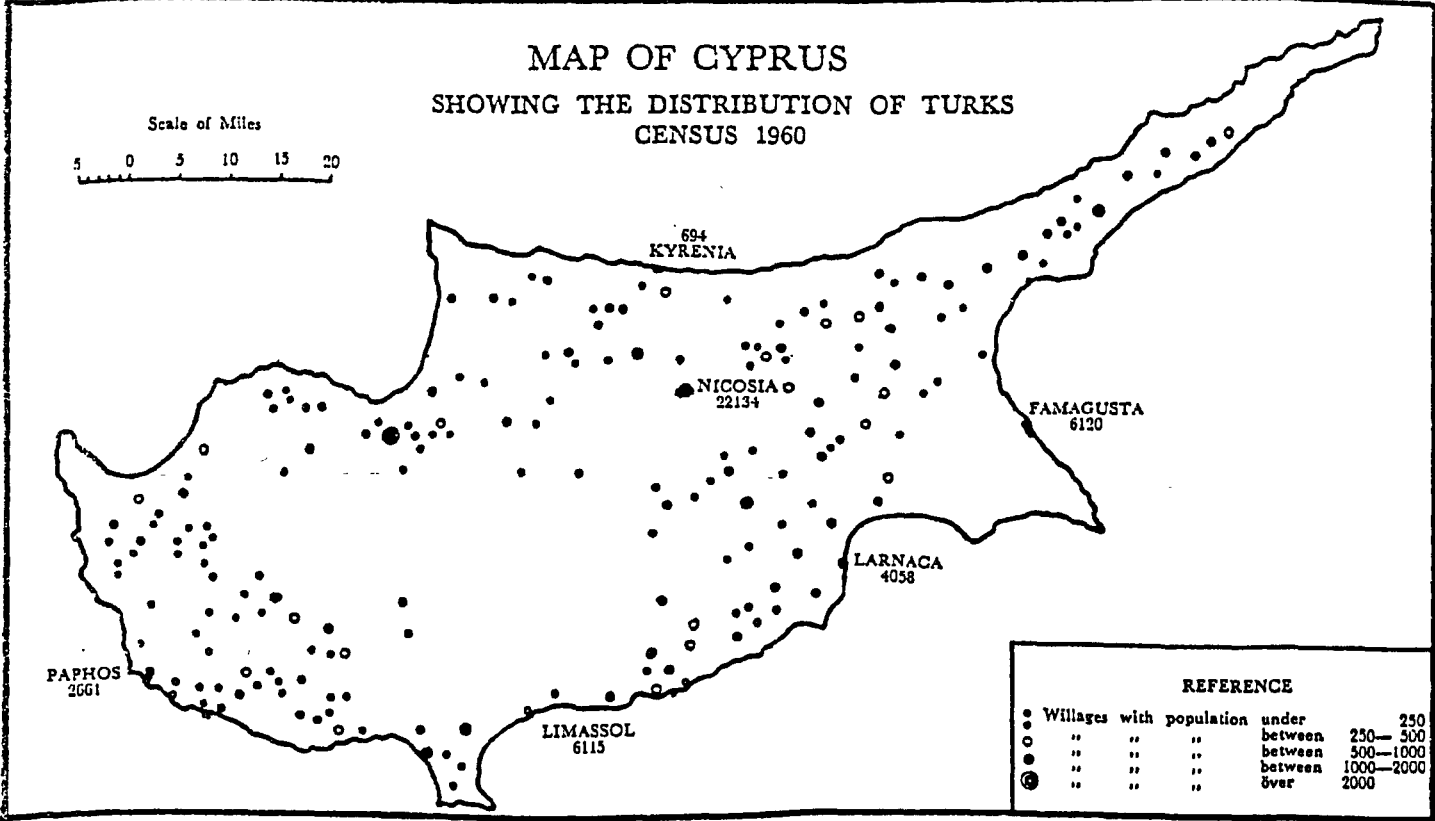 MAP OF CYPRUS
SHOWING THE DISTRIBUTION OF TURKS
CENSUS 1960
Scale of Miles
5 0 5 10 15 20
694
KYRENIA
NICOSIA
22134
FAMAGUSTA
6120
LARNACA
4058
PAPHOS
2661
LIMASSOL
6115
REFERENCE
Willages with population under 250
" " " between 250—500
" " " between 500—1000
" " " between 1000—2000
" " " över 2000